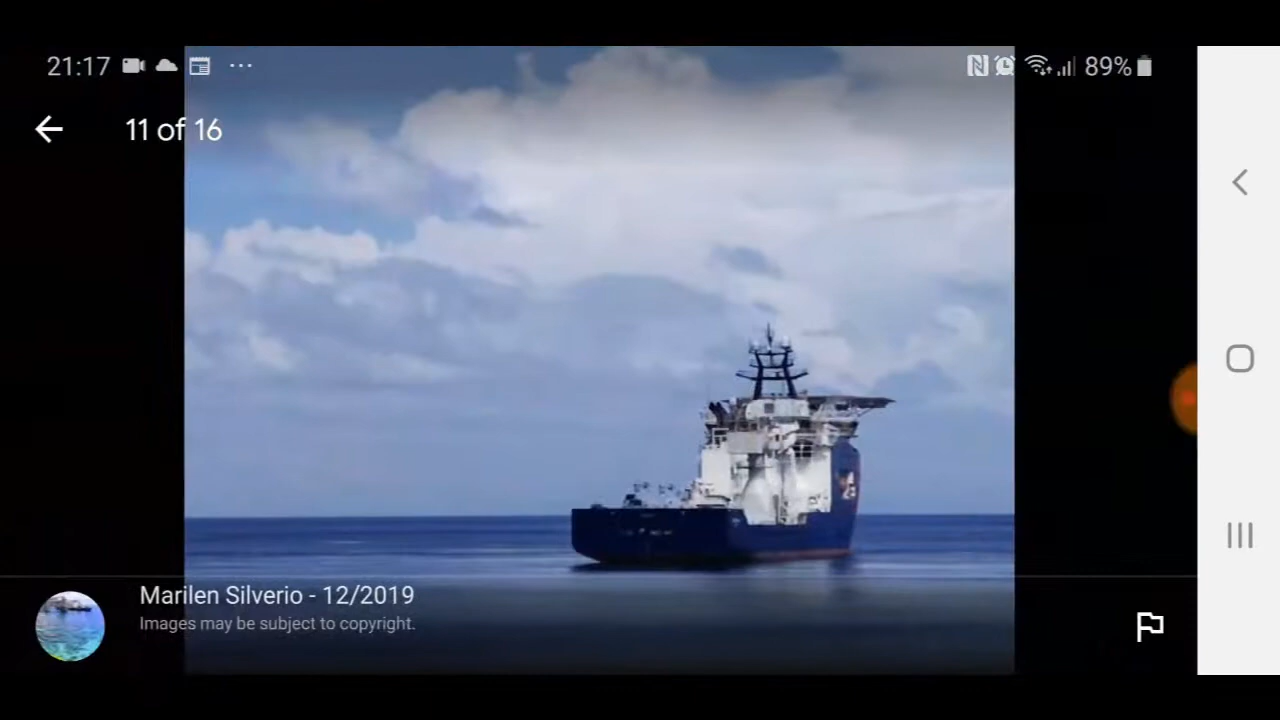 21:17
89%
11 of 16
Marilen Silverio - 12/2019
Images may be subject to copyright.